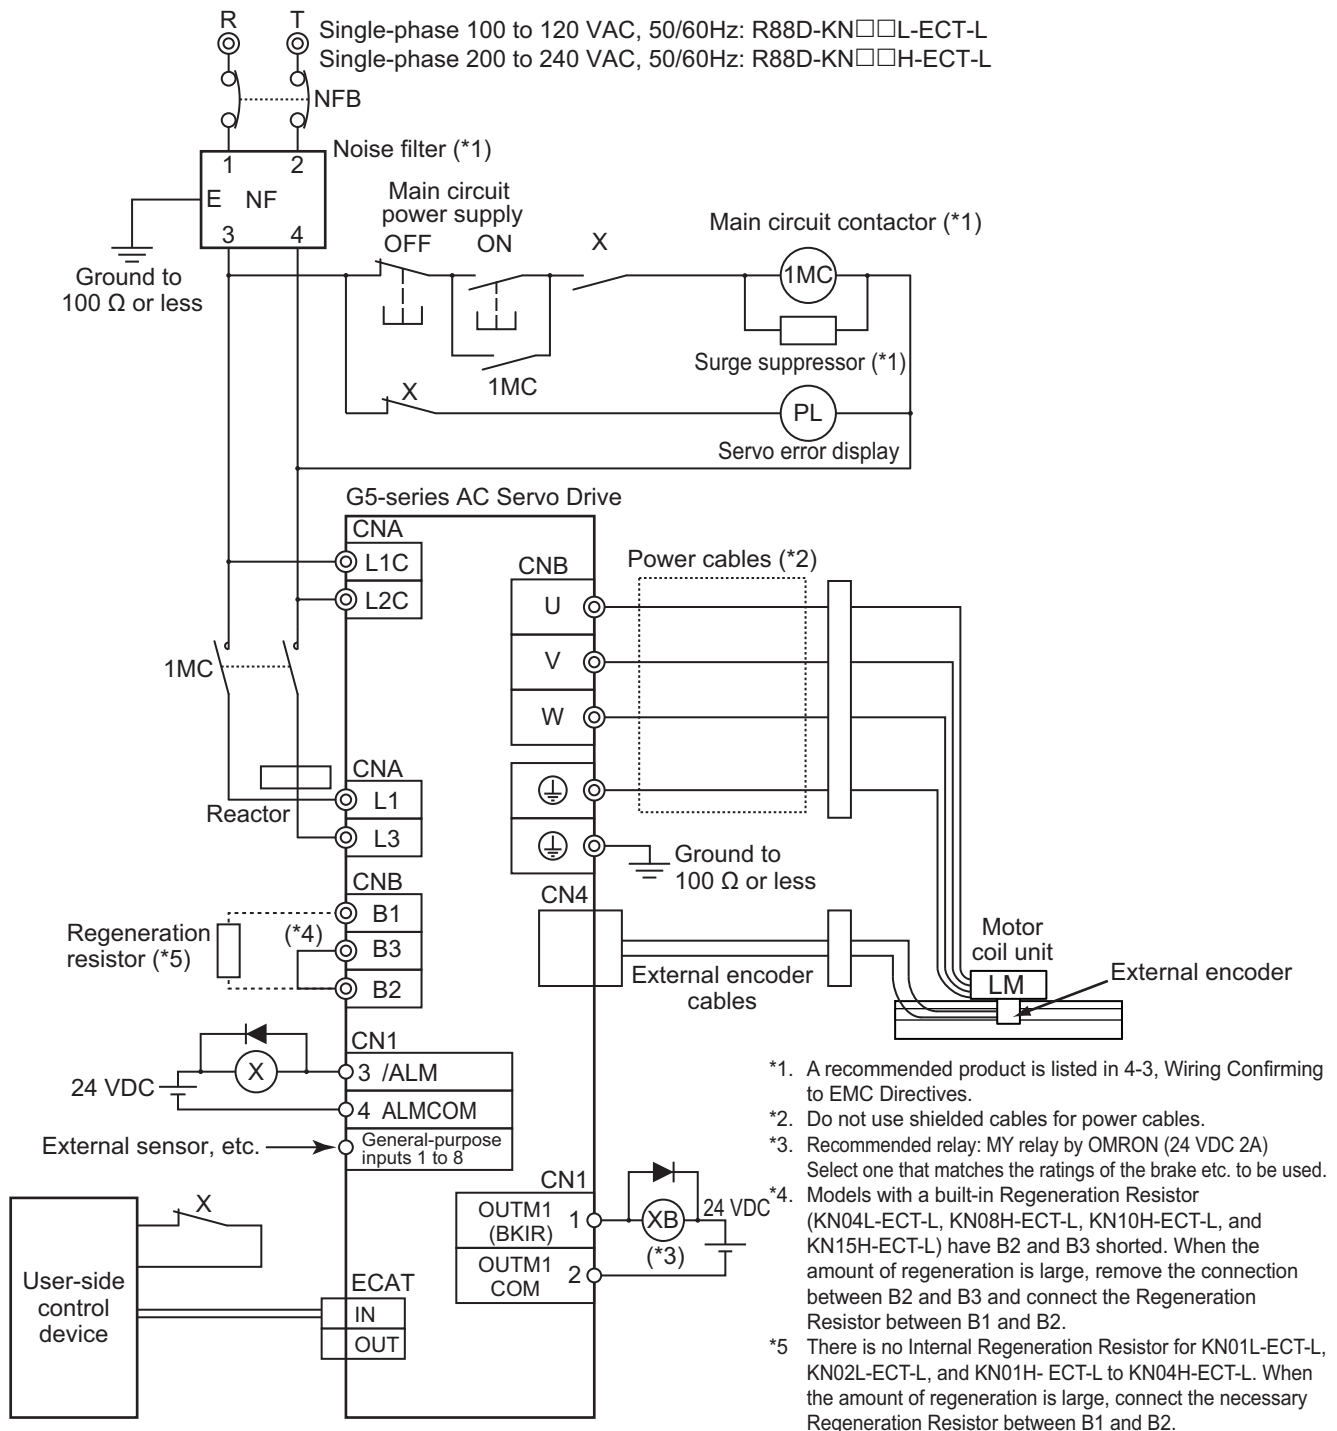 R T
Single-phase 100 to 120 VAC, 50/60Hz: R88D-KN□□L-ECT-L
Single-phase 200 to 240 VAC, 50/60Hz: R88D-KN□□H-ECT-L
NFB
Noise filter (*1)
1 2
E NF
3 4
Ground to
100 Ω or less
Main circuit
power supply
OFF ON X
Main circuit contactor (*1)
1MC
Surge suppressor (*1)
1MC
X
PL
Servo error display
G5-series AC Servo Drive
CNA
L1C
L2C
CNB
Power cables (*2)
U
V
W
1MC
Reactor
CNA
L1
L3
Ground to
100 Ω or less
CNB
B1
B3
B2
Regeneration
resistor (*5)
(*4)
CN4
External encoder
cables
Motor
coil unit
LM
External encoder
CN1
3 /ALM
4 ALMCOM
General-purpose
inputs 1 to 8
X
24 VDC
External sensor, etc.
CN1
OUTM1
(BKIR)
1
OUTM1
COM
2
XB
(*3)
24 VDC
X
User-side
control
device
ECAT
IN
OUT
*1. A recommended product is listed in 4-3, Wiring Confirming
to EMC Directives.
*2. Do not use shielded cables for power cables.
*3. Recommended relay: MY relay by OMRON (24 VDC 2A)
Select one that matches the ratings of the brake etc. to be used.
*4. Models with a built-in Regeneration Resistor
(KN04L-ECT-L, KN08H-ECT-L, KN10H-ECT-L, and
KN15H-ECT-L) have B2 and B3 shorted. When the
amount of regeneration is large, remove the connection
between B2 and B3 and connect the Regeneration
Resistor between B1 and B2.
*5 There is no Internal Regeneration Resistor for KN01L-ECT-L,
KN02L-ECT-L, and KN01H- ECT-L to KN04H-ECT-L. When
the amount of regeneration is large, connect the necessary
Regeneration Resistor between B1 and B2.